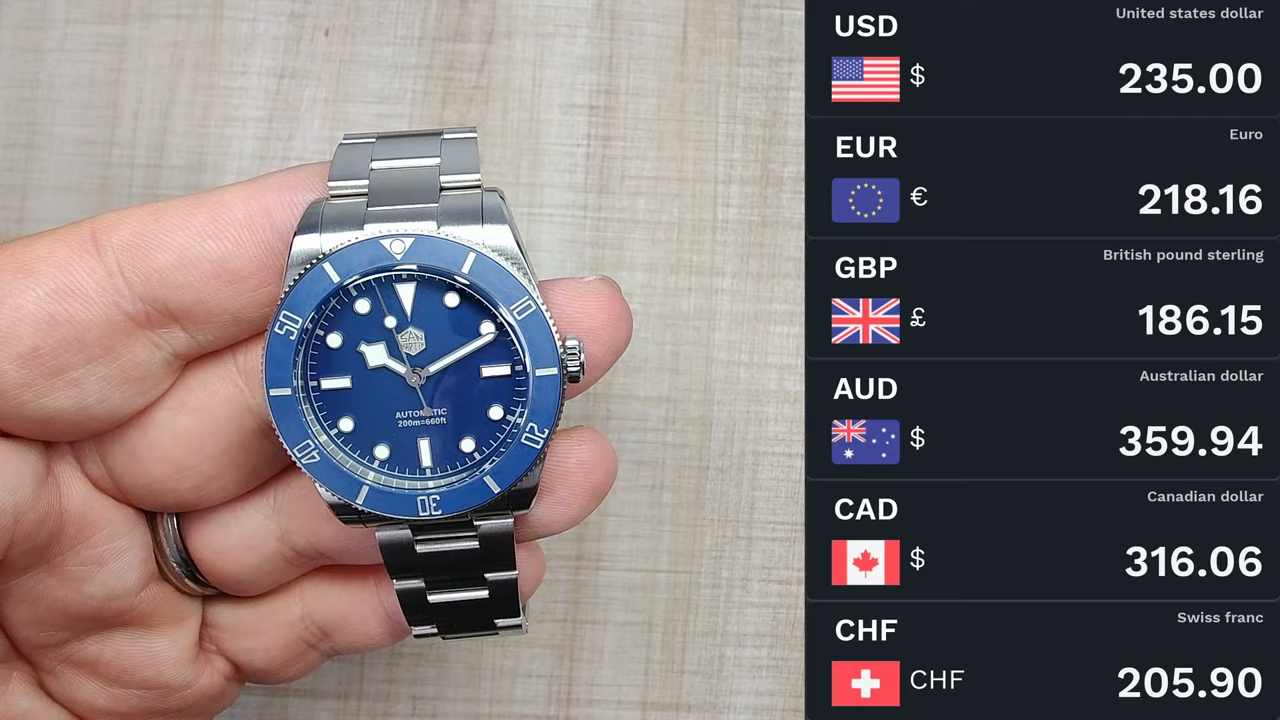 SAN
MARTIN
AUTOMATIC
200m=660ft
10
20
30
40
50
USD
United states dollar
$
235.00
EUR
Euro
€
218.16
GBP
British pound sterling
£
186.15
AUD
Australian dollar
$
359.94
CAD
Canadian dollar
$
316.06
CHF
Swiss franc
CHF
205.90